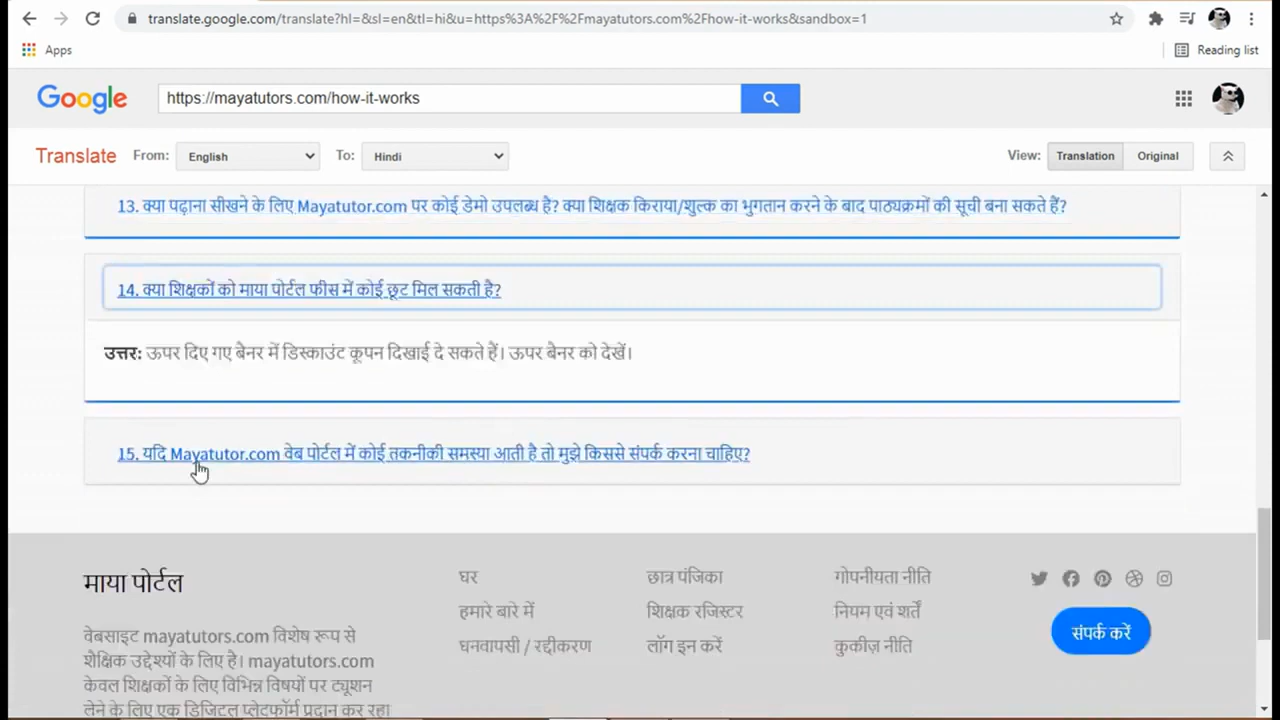 translate.google.com/translate?hl=&sl=en&tl=hi&u=https%3A%2F%2Fmayatutors.com%2Fhow-it-works&sandbox=1
Apps
Reading list
Google
https://mayatutors.com/how-it-works
Translate From: English To: Hindi View: Translation Original
13. क्या पढ़ाना सीखने के लिए Mayatutor.com पर कोई डेमो उपलब्ध है? क्या शिक्षक किराया/शुल्क का भुगतान करने के बाद पाठ्यक्रमों की सूची बना सकते हैं?
14. क्या शिक्षकों को माया पोर्टल फीस में कोई छूट मिल सकती है?
उत्तर: ऊपर दिए गए बैनर में डिस्काउंट कूपन दिखाई दे सकते हैं। ऊपर बैनर को देखें।
15. यदि Mayatutor.com वेब पोर्टल में कोई तकनीकी समस्या आती है तो मुझे किससे संपर्क करना चाहिए?
माया पोर्टल
वेबसाइट mayatutors.com विशेष रूप से
शैक्षिक उद्देश्यों के लिए है। mayatutors.com
केवल शिक्षकों के लिए विभिन्न विषयों पर ट्यूशन
लेने के लिए एक डिजिटल प्लेटफॉर्म प्रदान कर रहा
घर
हमारे बारे में
धनवापसी / रद्दीकरण
छात्र पंजिका
शिक्षक रजिस्टर
लॉग इन करें
गोपनीयता नीति
नियम एवं शर्तें
कुकीज़ नीति
संपर्क करें